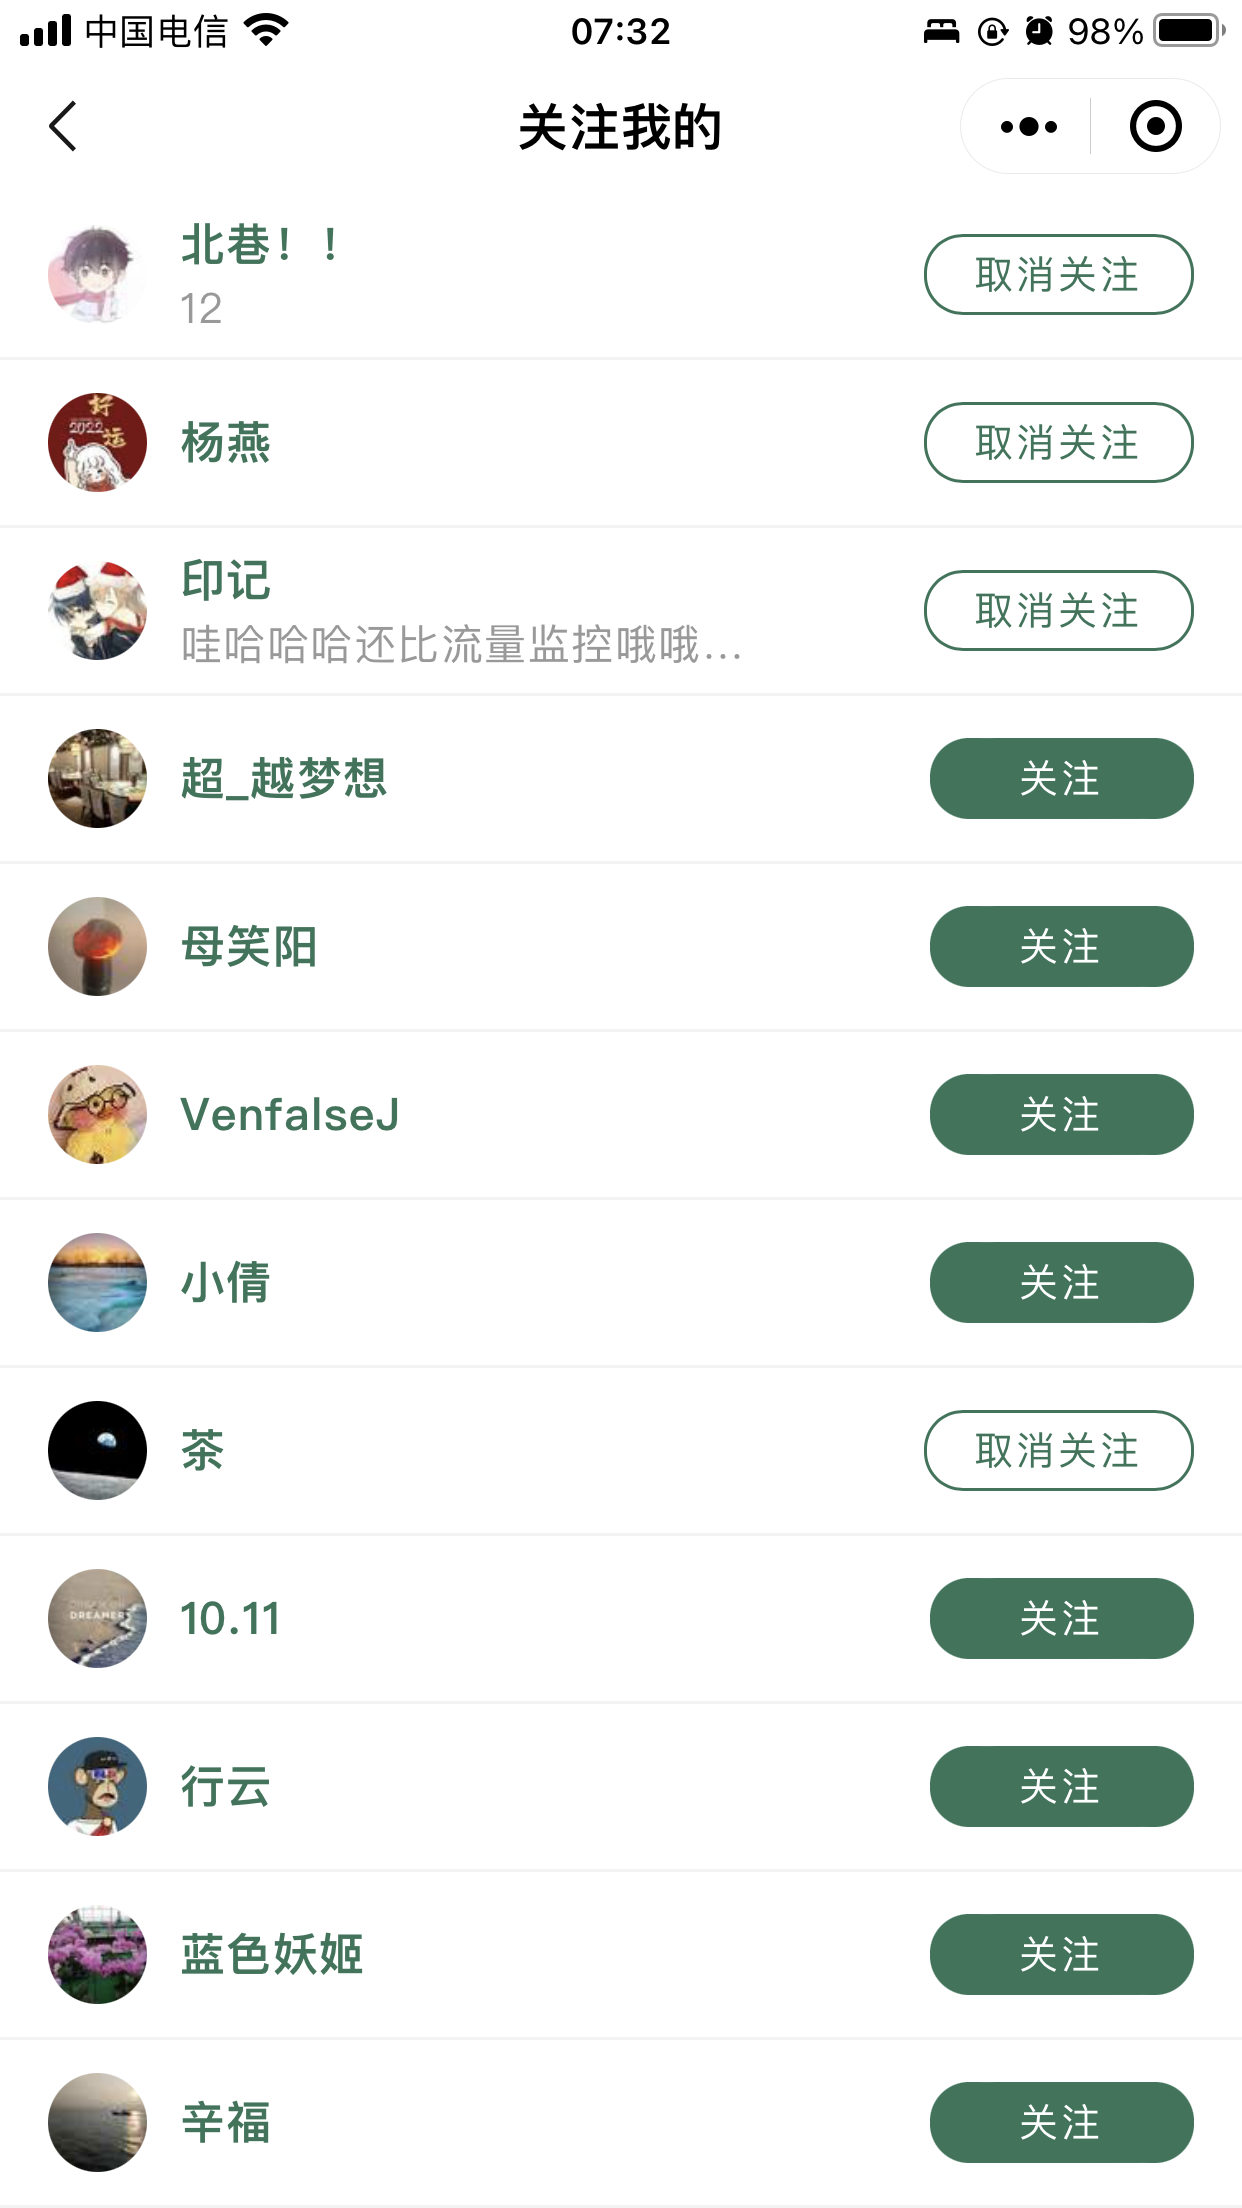 中国电信 07:32 98%
关注我的
北巷！！
12
取消关注
好
2022
运
杨燕
取消关注
印记
哇哈哈哈还比流量监控哦哦...
取消关注
超_越梦想
关注
母笑阳
关注
VenfalseJ
关注
小倩
关注
茶
取消关注
DREAMER
10.11
关注
行云
关注
蓝色妖姬
关注
辛福
关注